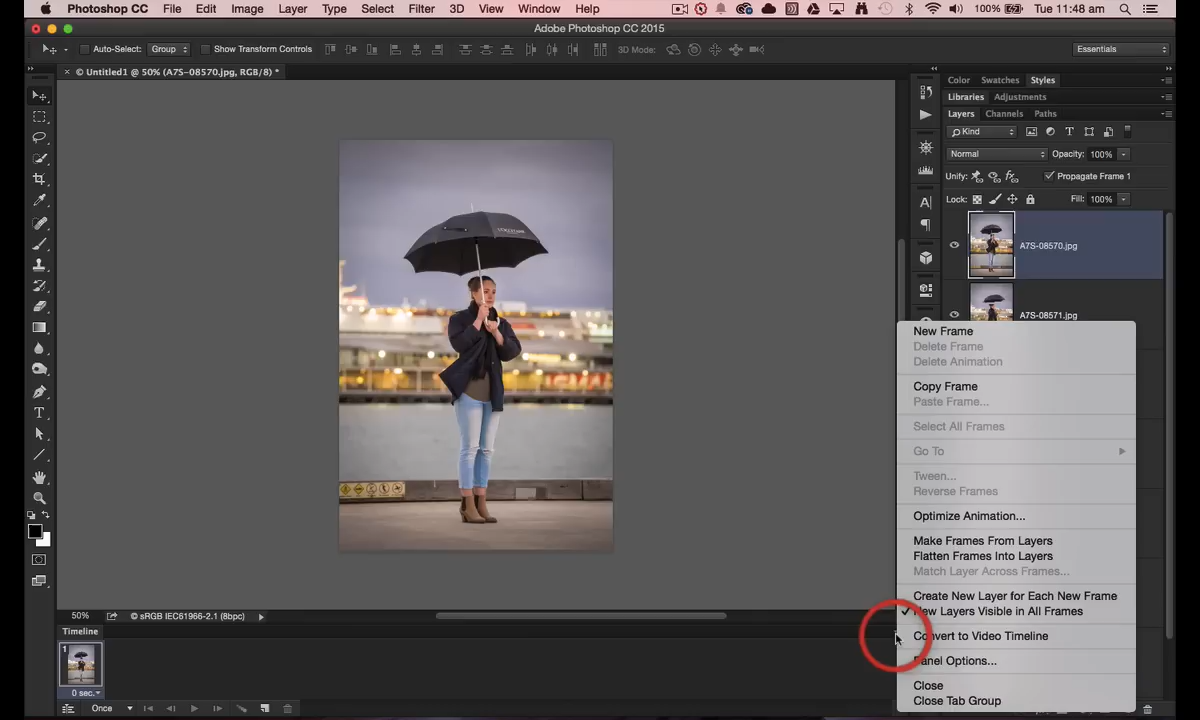 Photoshop CC File Edit Image Layer Type Select Filter 3D View Window Help 100% Tue 11:48 am
Adobe Photoshop CC 2015
Auto-Select: Group Show Transform Controls 3D Mode: Essentials
× © Untitled1 @ 50% (A7S-08570.jpg, RGB/8) *
Color Swatches Styles
Libraries Adjustments
Layers Channels Paths
Kind
Normal Opacity: 100%
Unify: Propagate Frame 1
Lock: Fill: 100%
A7S-08570.jpg
A7S-08571.jpg
New Frame
Delete Frame
Delete Animation
Copy Frame
Paste Frame...
Select All Frames
Go To
Tween...
Reverse Frames
Optimize Animation...
Make Frames From Layers
Flatten Frames Into Layers
Match Layer Across Frames...
Create New Layer for Each New Frame
New Layers Visible in All Frames
Convert to Video Timeline
Panel Options...
Close
Close Tab Group
50% © sRGB IEC61966-2.1 (8bpc)
Timeline
1
0 sec.
Once